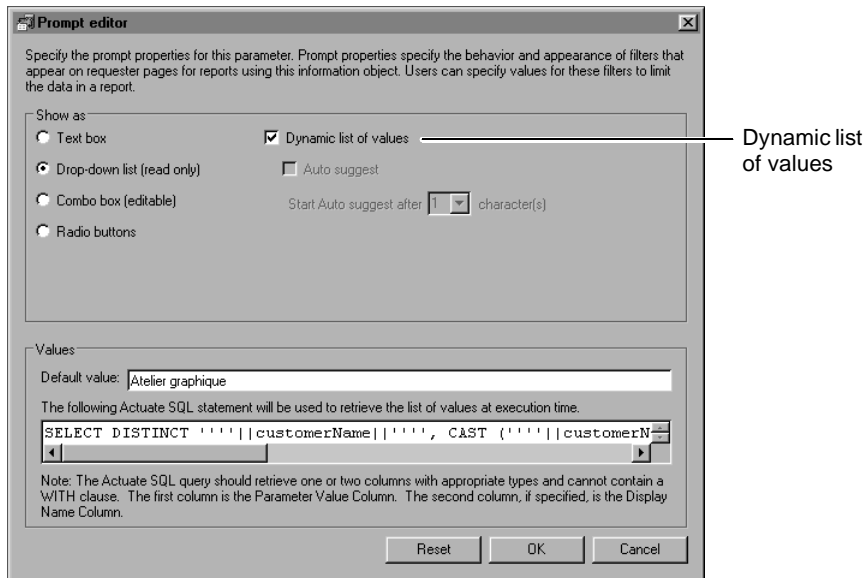 Prompt editor
Specify the prompt properties for this parameter. Prompt properties specify the behavior and appearance of filters that
appear on requester pages for reports using this information object. Users can specify values for these filters to limit
the data in a report.
Show as
Text box
Dynamic list of values
Dynamic list
of values
Drop-down list (read only)
Auto suggest
Combo box (editable)
Start Auto suggest after 1 character(s)
Radio buttons
Values
Default value: Atelier graphique
The following Actuate SQL statement will be used to retrieve the list of values at execution time.
SELECT DISTINCT ''''||customerName||'''', CAST (''''||customerN
Note: The Actuate SQL query should retrieve one or two columns with appropriate types and cannot contain a
WITH clause. The first column is the Parameter Value Column. The second column, if specified, is the Display
Name Column.
Reset OK Cancel